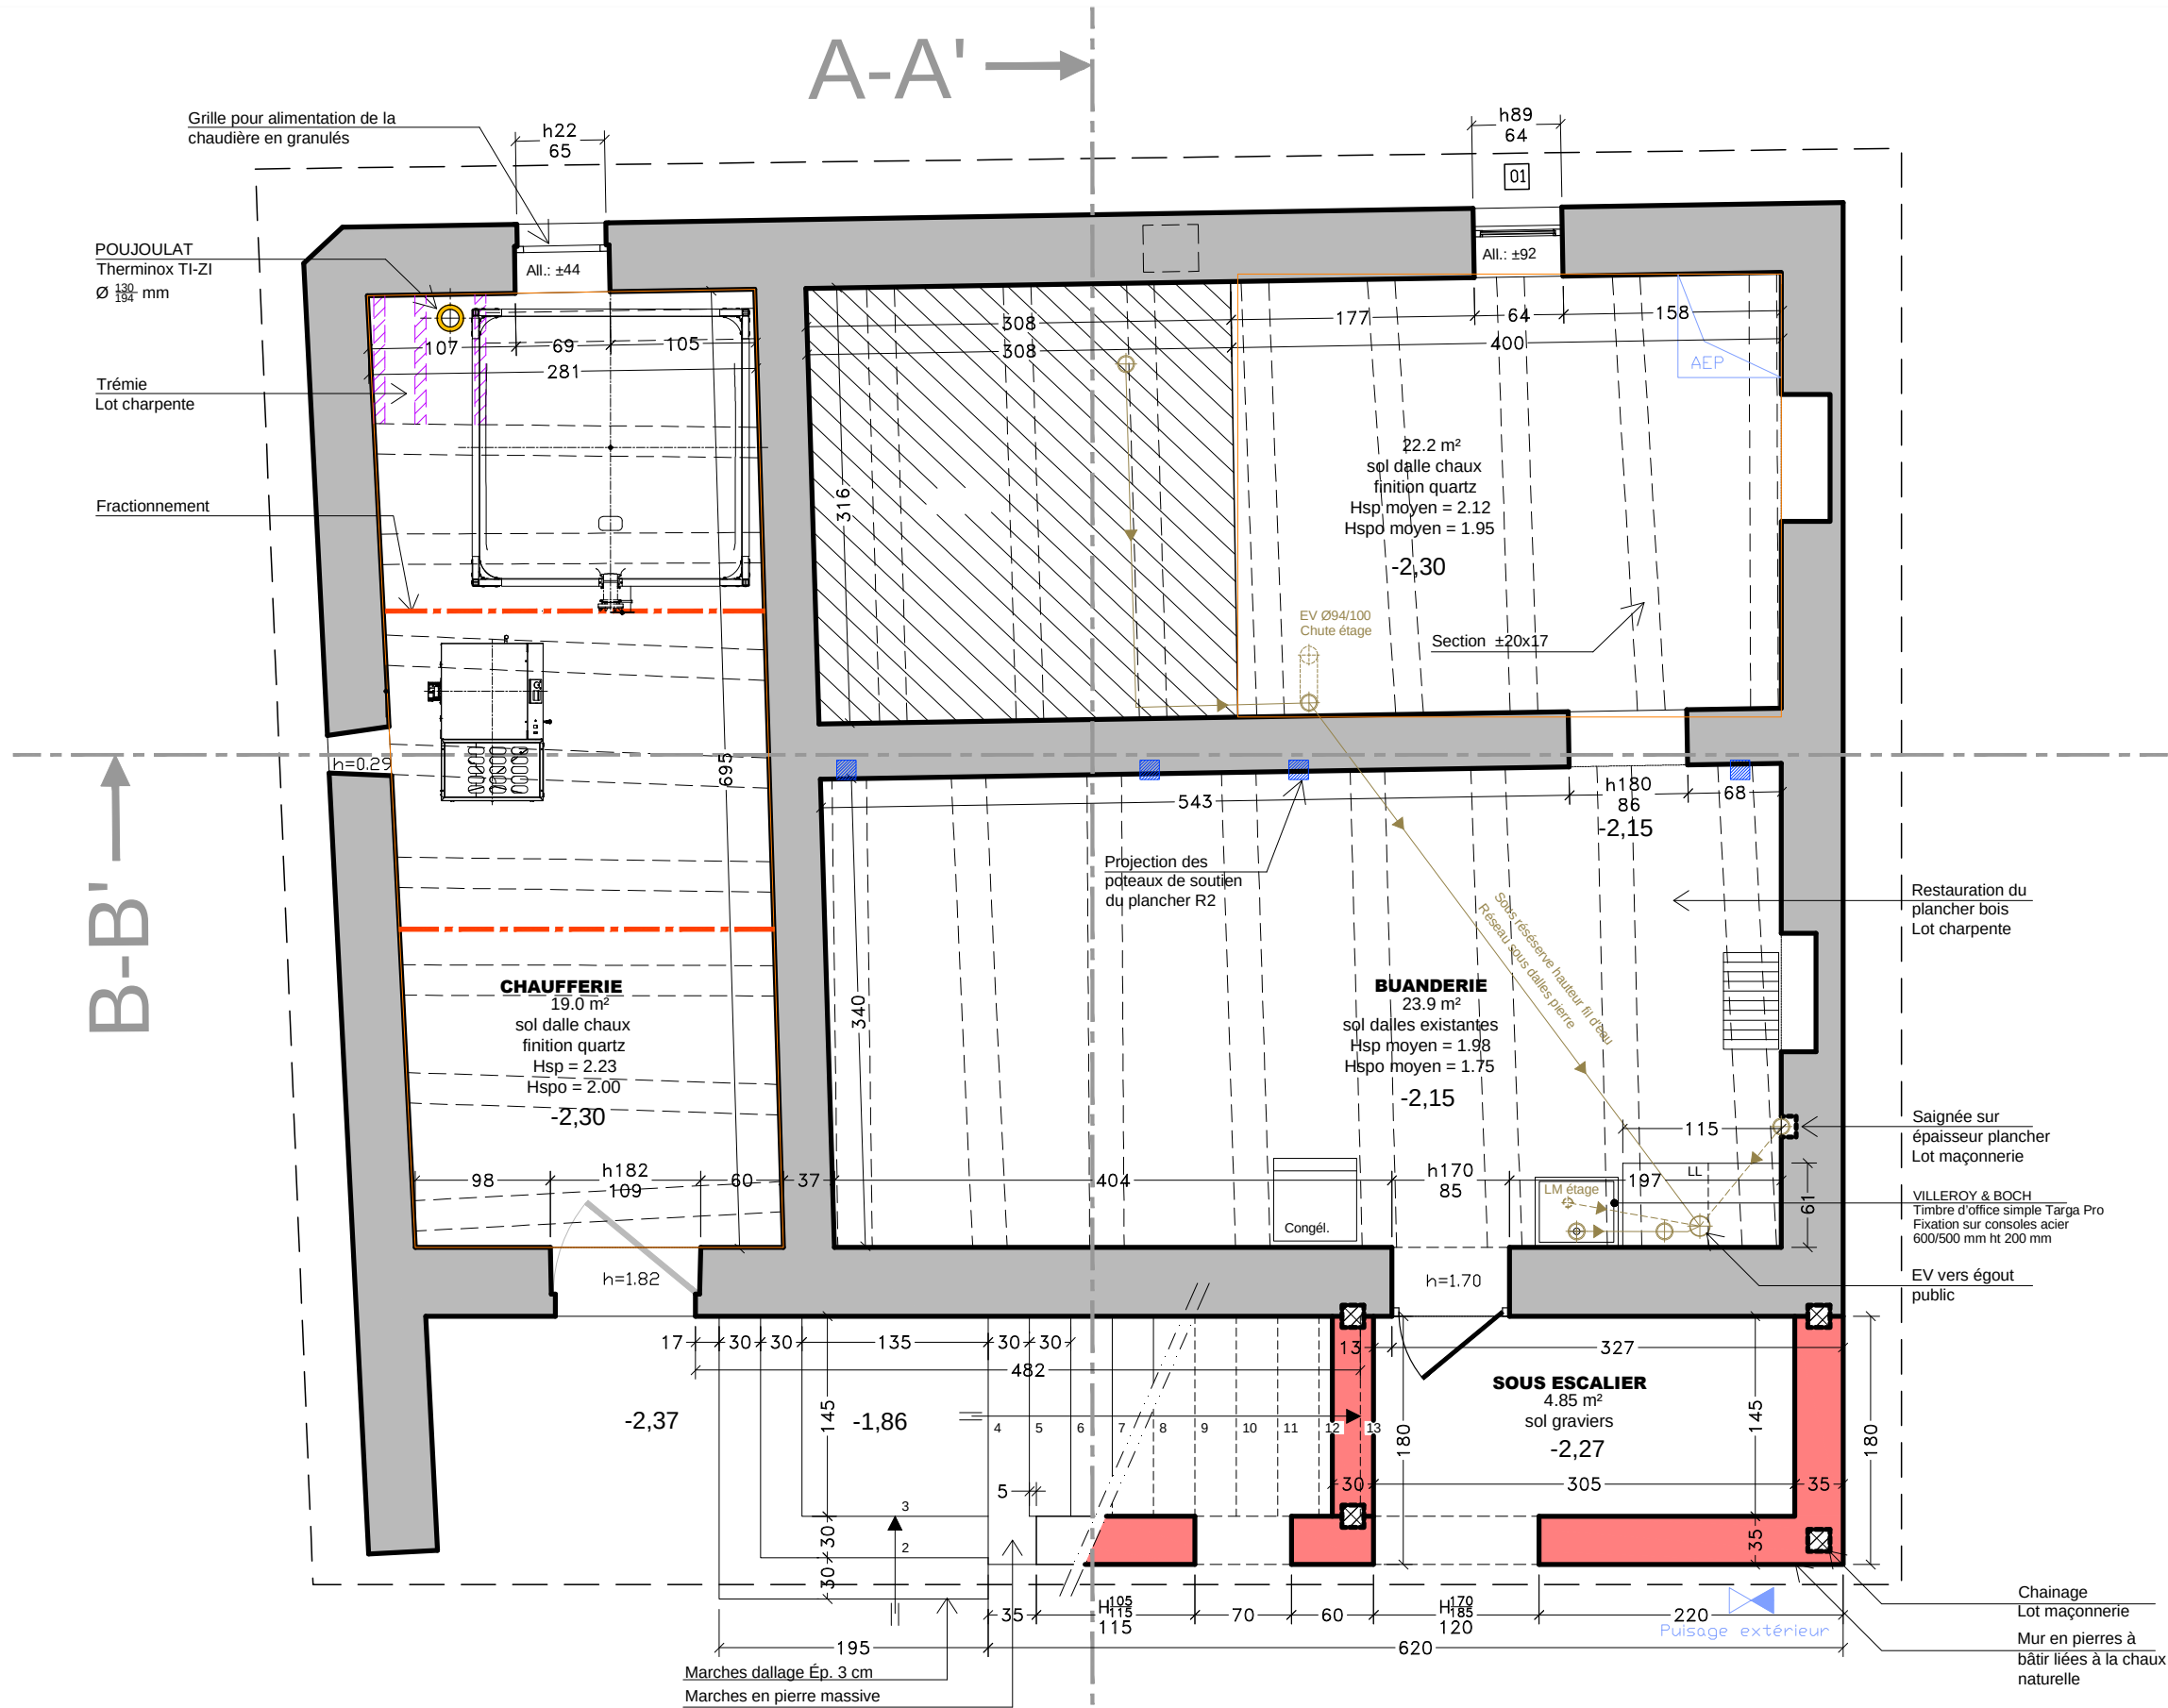 A-A'
Grille pour alimentation de la
chaudière en granulés
h22
65
h89
64
01
POUJOULAT
Therminox TI-ZI
Ø 130/194 mm
All.: ±44
All.: ±92
308
177
64
158
107
69
105
308
400
281
AEP
Trémie
Lot charpente
22.2 m²
sol dalle chaux
finition quartz
Hsp moyen = 2.12
Hspo moyen = 1.95
-2,30
316
Fractionnement
EV Ø94/100
Chute étage
Section ±20x17
h=0.29
695
543
h180
86
68
-2,15
B-B'
Projection des
poteaux de soutien
du plancher R2
Sous résérserve hauteur fil d'eau
Réseau sous dalles pierre
Restauration du
plancher bois
Lot charpente
CHAUFFERIE
19.0 m²
sol dalle chaux
finition quartz
Hsp = 2.23
Hspo = 2.00
-2,30
340
BUANDERIE
23.9 m²
sol dalles existantes
Hsp moyen = 1.98
Hspo moyen = 1.75
-2,15
115
Saignée sur
épaisseur plancher
Lot maçonnerie
98
h182
109
60
37
404
h170
85
197
LL
LM étage
61
Congél.
VILLEROY & BOCH
Timbre d'office simple Targa Pro
Fixation sur consoles acier
600/500 mm ht 200 mm
h=1.82
h=1.70
EV vers égout
public
17
30
30
135
30
30
13
327
482
SOUS ESCALIER
4.85 m²
sol graviers
-2,27
-2,37
145
-1,86
4
5
6
7
8
9
10
11
12
13
180
145
180
5
30
305
35
3
2
30
30
35
35
H105/115
115
70
60
H170/185
120
220
Puisage extérieur
195
620
Chainage
Lot maçonnerie
Mur en pierres à
bâtir liées à la chaux
naturelle
Marches dallage Ép. 3 cm
Marches en pierre massive